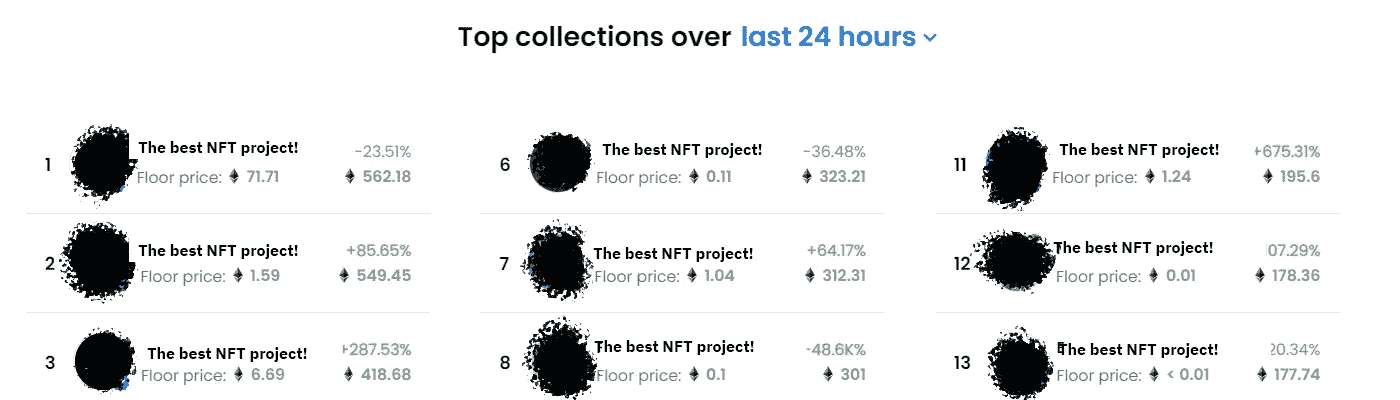 Top collections over last 24 hours
1 The best NFT project! -23.51%
Floor price: 71.71 562.18
2 The best NFT project! +85.65%
Floor price: 1.59 549.45
3 The best NFT project! +287.53%
Floor price: 6.69 418.68
6 The best NFT project! -36.48%
Floor price: 0.11 323.21
7 The best NFT project! +64.17%
Floor price: 1.04 312.31
8 The best NFT project! -48.6K%
Floor price: 0.1 301
11 The best NFT project! +675.31%
Floor price: 1.24 195.6
12 The best NFT project! 07.29%
Floor price: 0.01 178.36
13 The best NFT project! 20.34%
Floor price: < 0.01 177.74